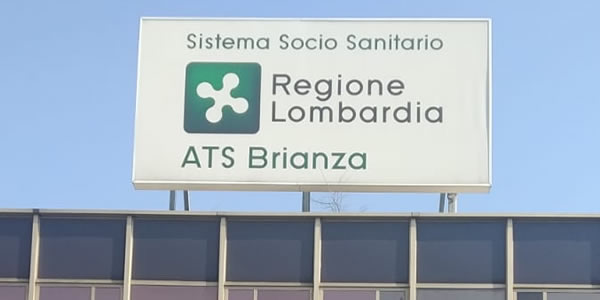 Sistema Socio Sanitario
Regione
Lombardia
ATS Brianza